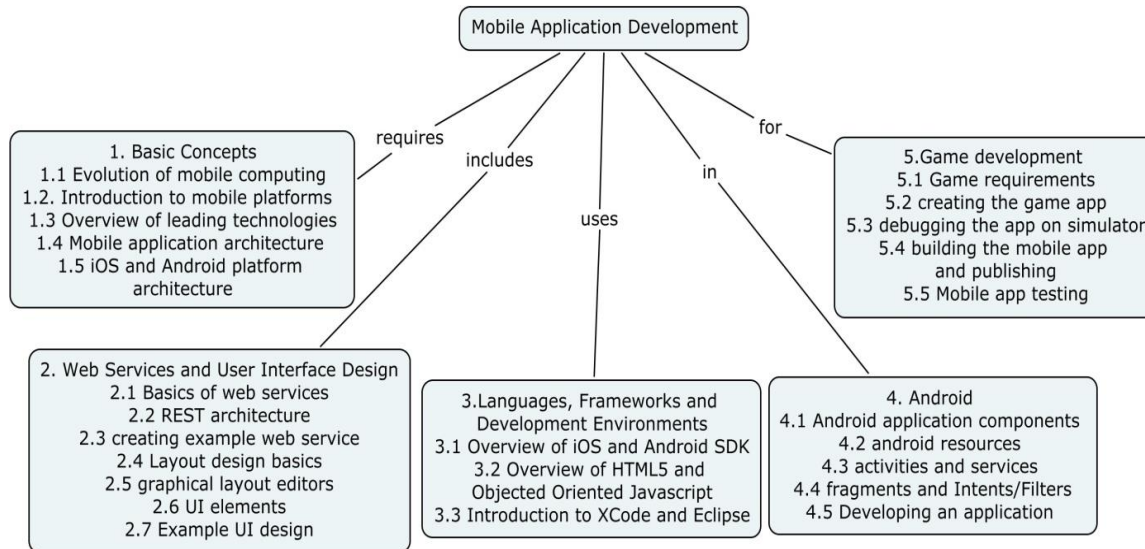 Mobile Application Development
requires
includes
uses
in
for
1. Basic Concepts
1.1 Evolution of mobile computing
1.2. Introduction to mobile platforms
1.3 Overview of leading technologies
1.4 Mobile application architecture
1.5 iOS and Android platform
architecture
5.Game development
5.1 Game requirements
5.2 creating the game app
5.3 debugging the app on simulator
5.4 building the mobile app
and publishing
5.5 Mobile app testing
2. Web Services and User Interface Design
2.1 Basics of web services
2.2 REST architecture
2.3 creating example web service
2.4 Layout design basics
2.5 graphical layout editors
2.6 UI elements
2.7 Example UI design
3.Languages, Frameworks and
Development Environments
3.1 Overview of iOS and Android SDK
3.2 Overview of HTML5 and
Objected Oriented Javascript
3.3 Introduction to XCode and Eclipse
4. Android
4.1 Android application components
4.2 android resources
4.3 activities and services
4.4 fragments and Intents/Filters
4.5 Developing an application